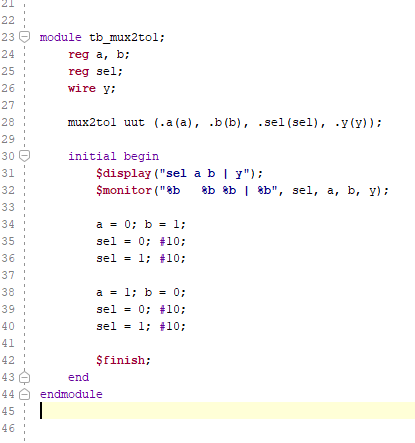 21
22
23 module tb_mux2to1;
24     reg a, b;
25     reg sel;
26     wire y;
27
28     mux2to1 uut (.a(a), .b(b), .sel(sel), .y(y));
29
30     initial begin
31         $display("sel a b | y");
32         $monitor("%b   %b %b | %b", sel, a, b, y);
33
34         a = 0; b = 1;
35         sel = 0; #10;
36         sel = 1; #10;
37
38         a = 1; b = 0;
39         sel = 0; #10;
40         sel = 1; #10;
41
42         $finish;
43     end
44 endmodule
45
46